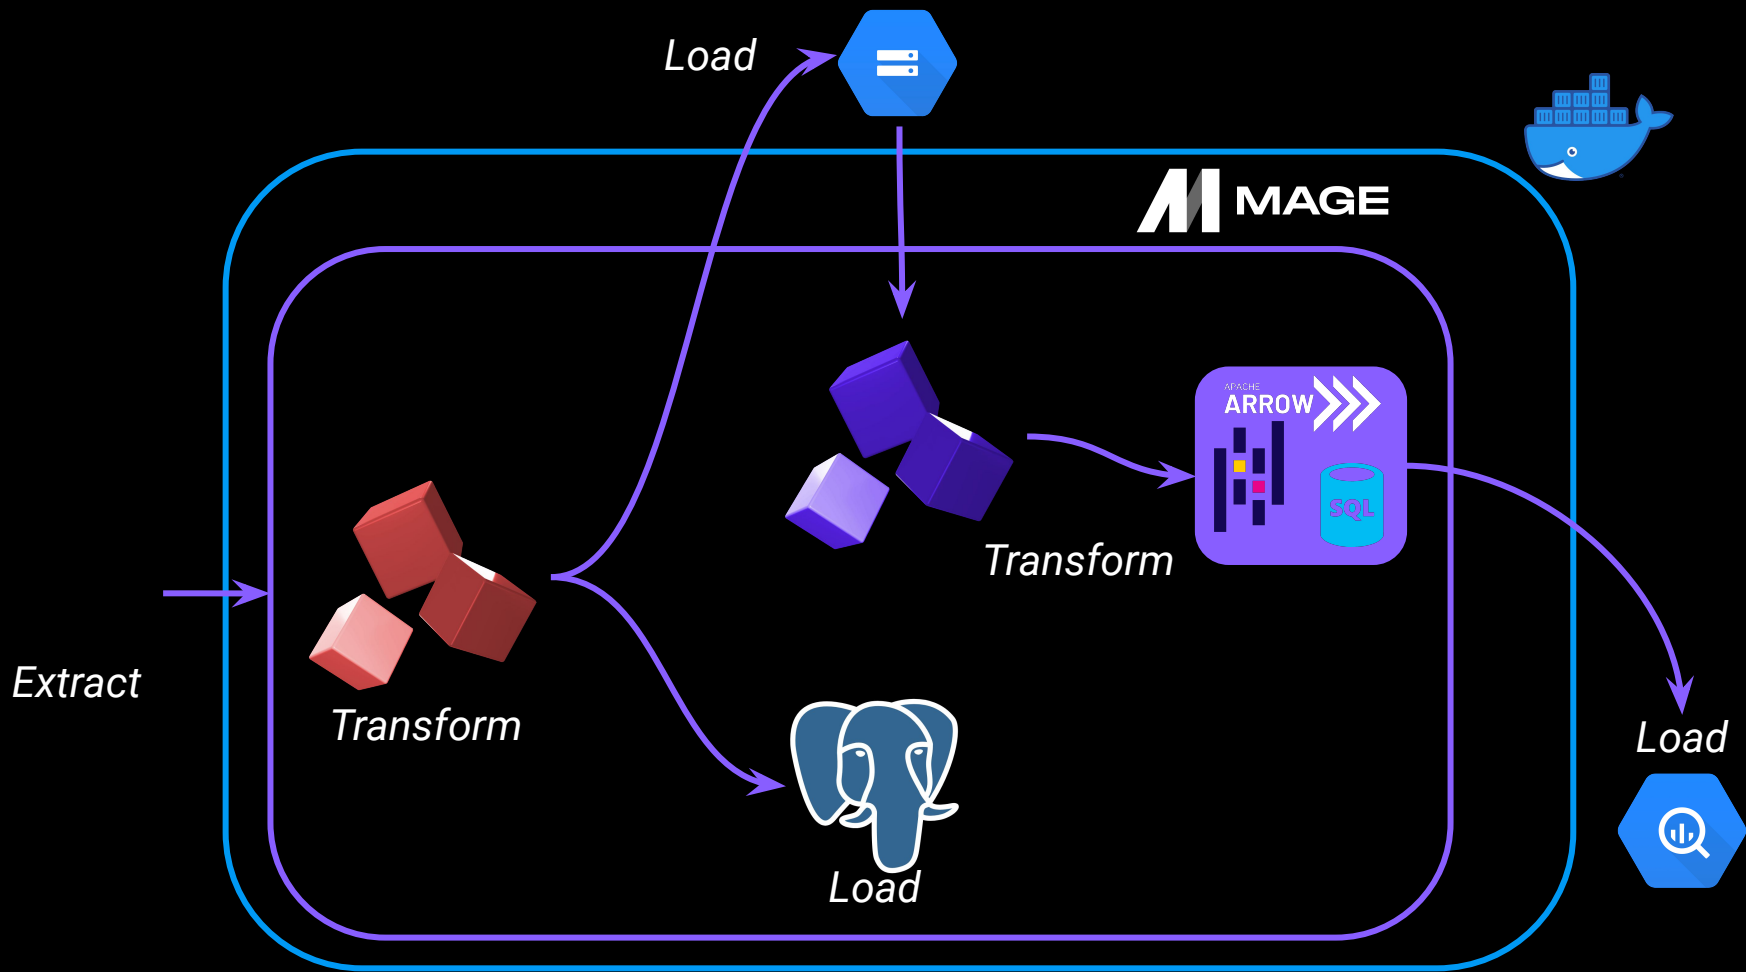 Load
MAGE
APACHE
ARROW
SQL
Transform
Extract
Transform
Load
Load